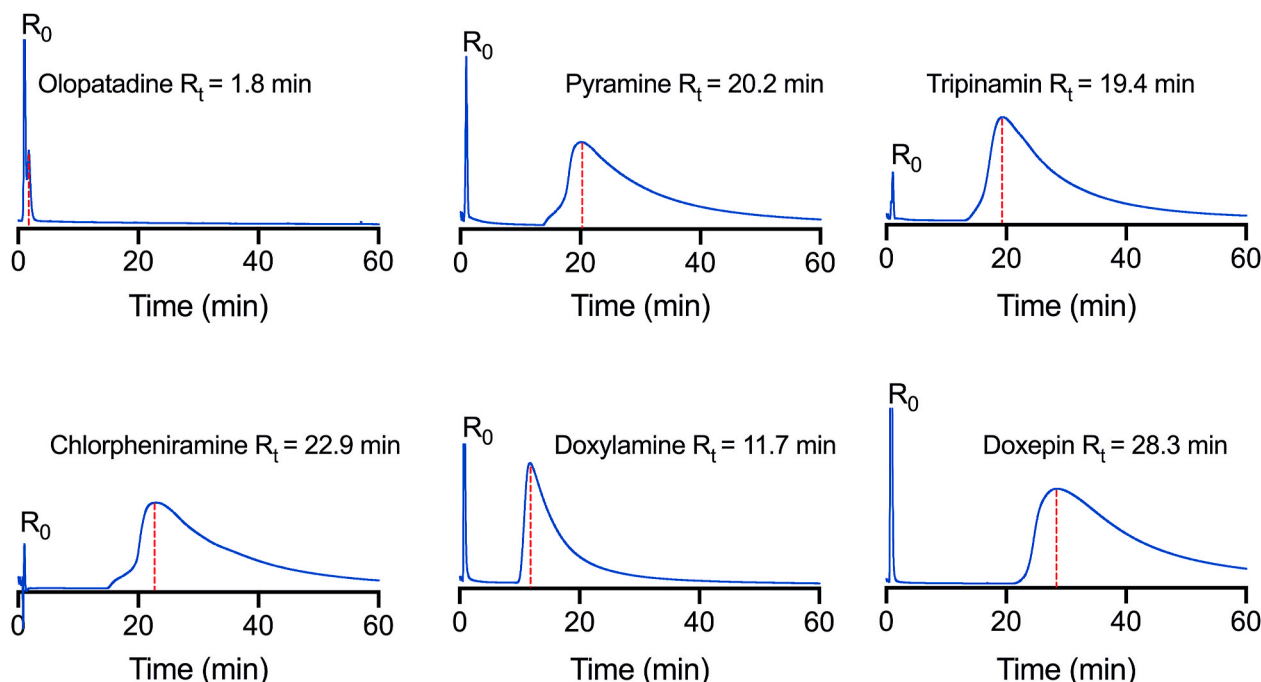 R0
Olopatadine Rt = 1.8 min
0 20 40 60
Time (min)
R0
Pyramine Rt = 20.2 min
0 20 40 60
Time (min)
R0
Tripinamin Rt = 19.4 min
0 20 40 60
Time (min)
R0
Chlorpheniramine Rt = 22.9 min
0 20 40 60
Time (min)
R0
Doxylamine Rt = 11.7 min
0 20 40 60
Time (min)
R0
Doxepin Rt = 28.3 min
0 20 40 60
Time (min)